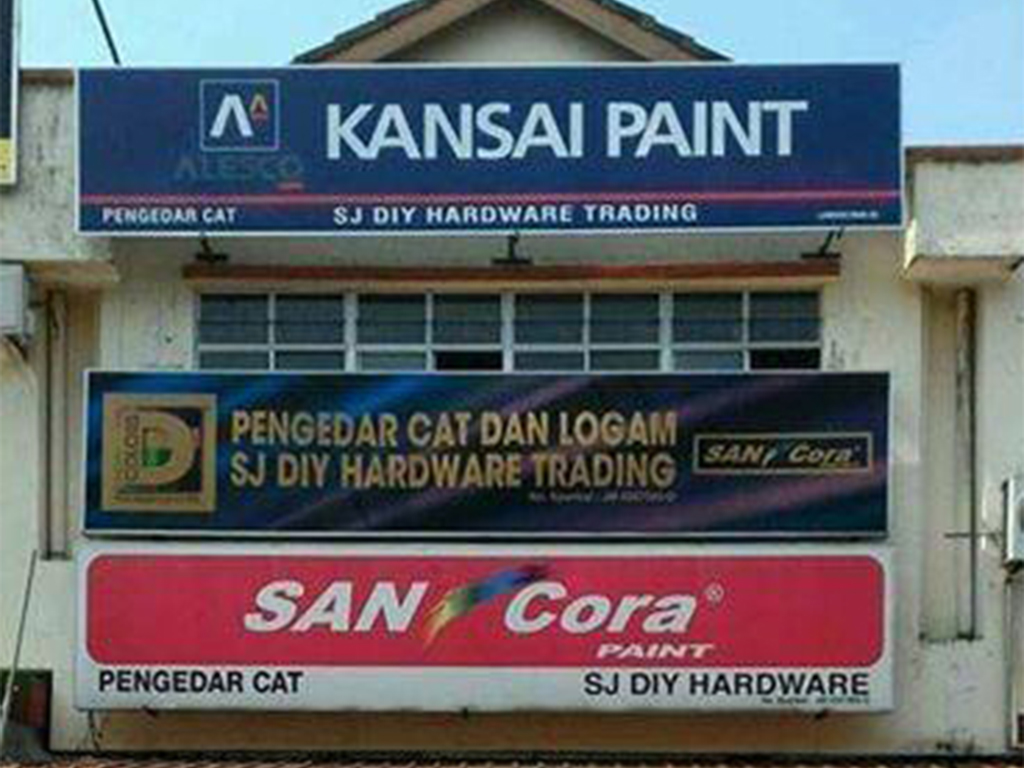 ALESCO
KANSAI PAINT
PENGEDAR CAT
SJ DIY HARDWARE TRADING
COLORS
PENGEDAR CAT DAN LOGAM
SJ DIY HARDWARE TRADING
SAN Cora
SAN Cora®
PAINT
PENGEDAR CAT
SJ DIY HARDWARE